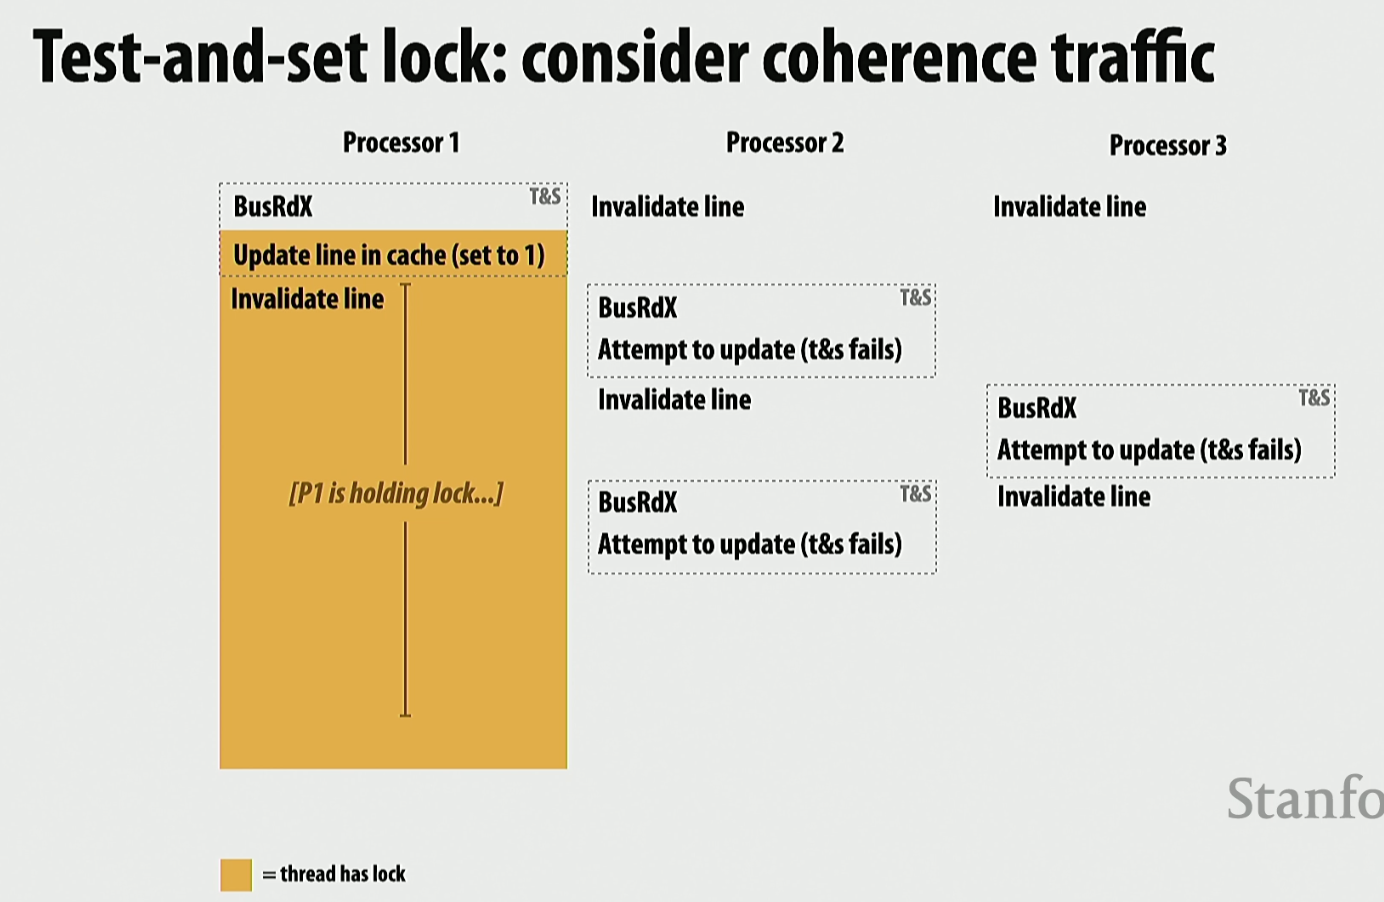 Test-and-set lock: consider coherence traffic
Processor 1
Processor 2
Processor 3
BusRdX
T&S
Invalidate line
Invalidate line
Update line in cache (set to 1)
Invalidate line
BusRdX
T&S
Attempt to update (t&s fails)
Invalidate line
BusRdX
T&S
Attempt to update (t&s fails)
[P1 is holding lock...]
BusRdX
T&S
Invalidate line
Attempt to update (t&s fails)
Stanfo
= thread has lock